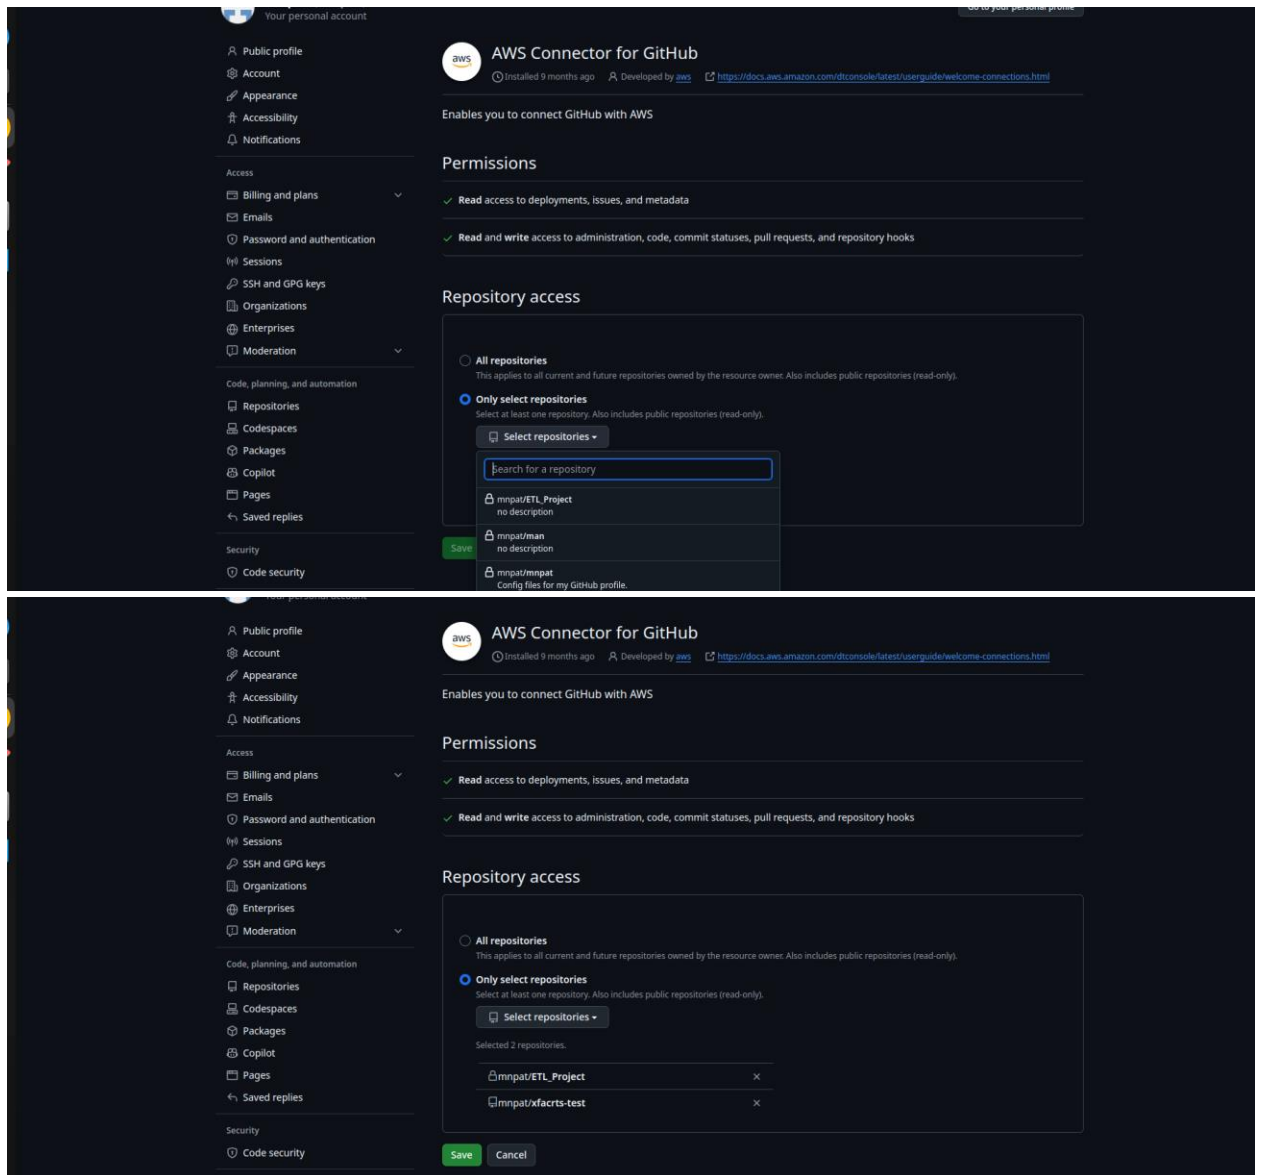 Your personal account
Go to your personal profile
Public profile
Account
Appearance
Accessibility
Notifications
Access
Billing and plans
Emails
Password and authentication
Sessions
SSH and GPG keys
Organizations
Enterprises
Moderation
Code, planning, and automation
Repositories
Codespaces
Packages
Copilot
Pages
Saved replies
Security
Code security
aws
AWS Connector for GitHub
Installed 9 months ago Developed by aws https://docs.aws.amazon.com/dtconsole/latest/userguide/welcome-connections.html
Enables you to connect GitHub with AWS
Permissions
Read access to deployments, issues, and metadata
Read and write access to administration, code, commit statuses, pull requests, and repository hooks
Repository access
All repositories
This applies to all current and future repositories owned by the resource owner. Also includes public repositories (read-only).
Only select repositories
Select at least one repository. Also includes public repositories (read-only).
Select repositories
Search for a repository
mnpat/ETL_Project
no description
mnpat/man
no description
mnpat/mnpat
Config files for my GitHub profile.
Save
Your personal account
Public profile
Account
Appearance
Accessibility
Notifications
Access
Billing and plans
Emails
Password and authentication
Sessions
SSH and GPG keys
Organizations
Enterprises
Moderation
Code, planning, and automation
Repositories
Codespaces
Packages
Copilot
Pages
Saved replies
Security
Code security
aws
AWS Connector for GitHub
Installed 9 months ago Developed by aws https://docs.aws.amazon.com/dtconsole/latest/userguide/welcome-connections.html
Enables you to connect GitHub with AWS
Permissions
Read access to deployments, issues, and metadata
Read and write access to administration, code, commit statuses, pull requests, and repository hooks
Repository access
All repositories
This applies to all current and future repositories owned by the resource owner. Also includes public repositories (read-only).
Only select repositories
Select at least one repository. Also includes public repositories (read-only).
Select repositories
Selected 2 repositories.
mnpat/ETL_Project
mnpat/xfacrts-test
Save Cancel